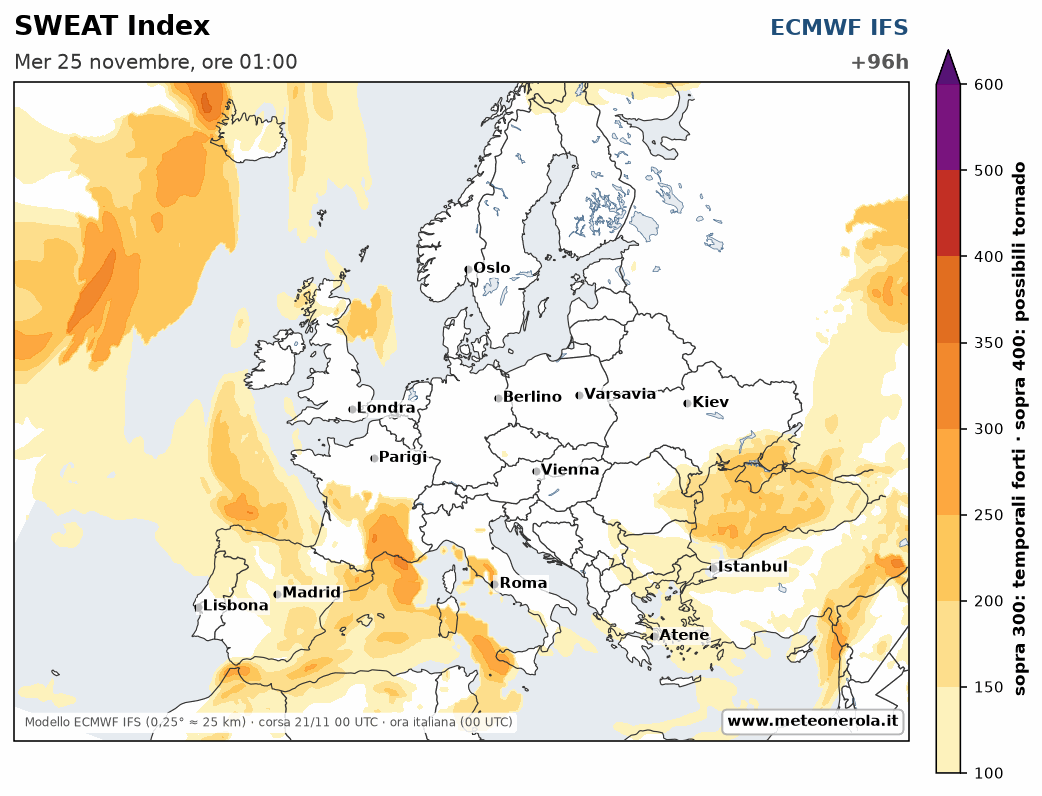 SWEAT Index
ECMWF IFS
Mer 25 novembre, ore 01:00
+96h
600
500
400
350
300
250
200
150
100
sopra 300: temporali forti · sopra 400: possibili tornado
Oslo
Londra
Berlino
Varsavia
Kiev
Parigi
Vienna
Istanbul
Roma
Madrid
Lisbona
Atene
Modello ECMWF IFS (0,25° ≈ 25 km) · corsa 21/11 00 UTC · ora italiana (00 UTC)
www.meteonerola.it